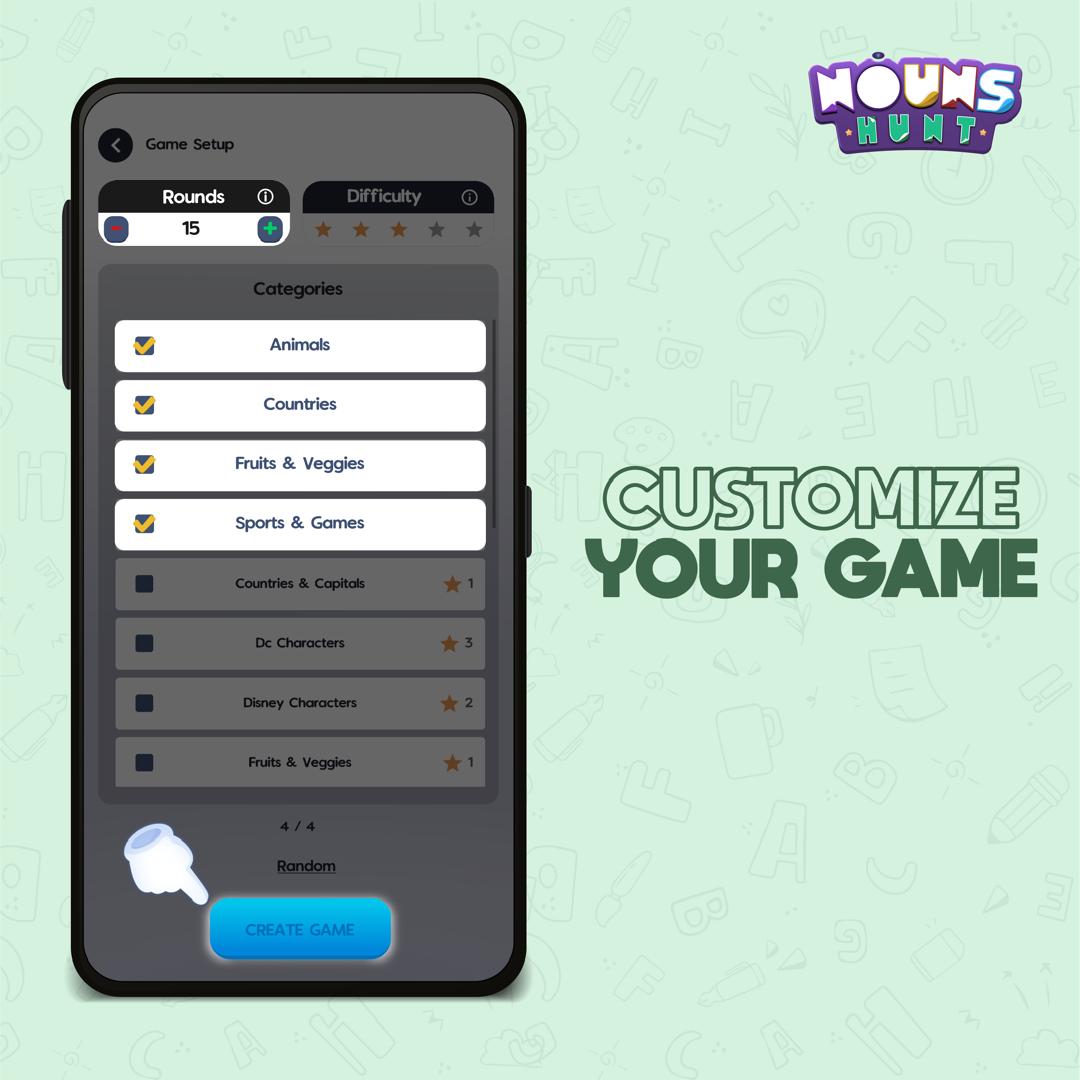 NOUNS
HUNT
Game Setup
Rounds
15
Difficulty
Categories
Animals
Countries
Fruits & Veggies
Sports & Games
Countries & Capitals 1
Dc Characters 3
Disney Characters 2
Fruits & Veggies 1
4 / 4
Random
CREATE GAME
CUSTOMIZE
YOUR GAME